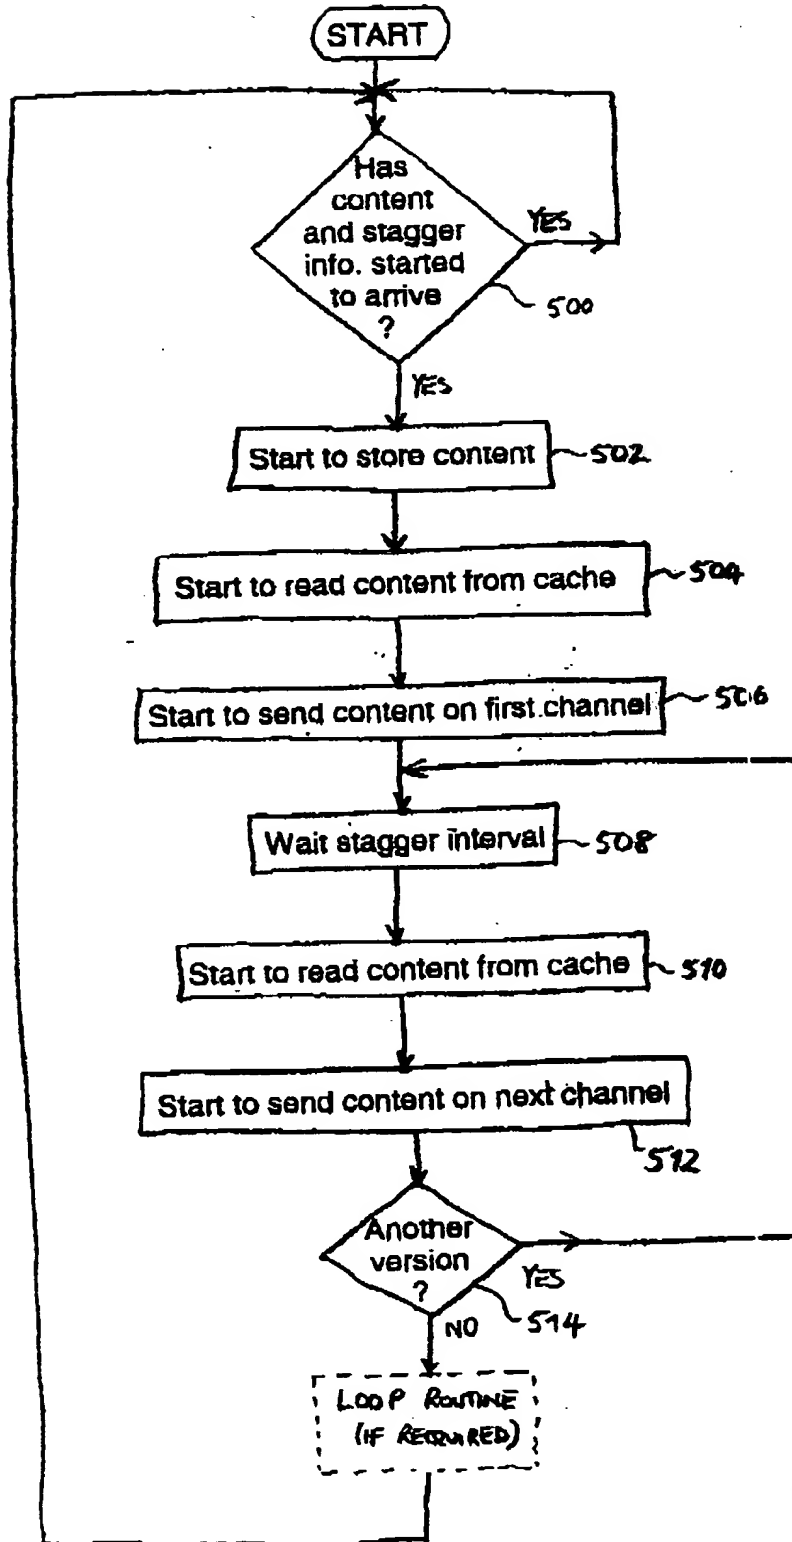 START
Has
content
and stagger
info. started
to arrive
?
YES
500
YES
Start to store content
502
Start to read content from cache
504
Start to send content on first channel
506
Wait stagger interval
508
Start to read content from cache
510
Start to send content on next channel
512
Another
version
?
YES
514
NO
LOOP ROUTINE
(IF REQUIRED)